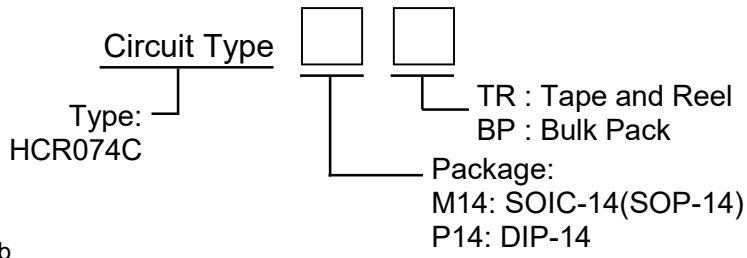 Circuit Type
TR : Tape and Reel
BP : Bulk Pack
Type:
HCR074C
Package:
M14: SOIC-14(SOP-14)
P14: DIP-14
b